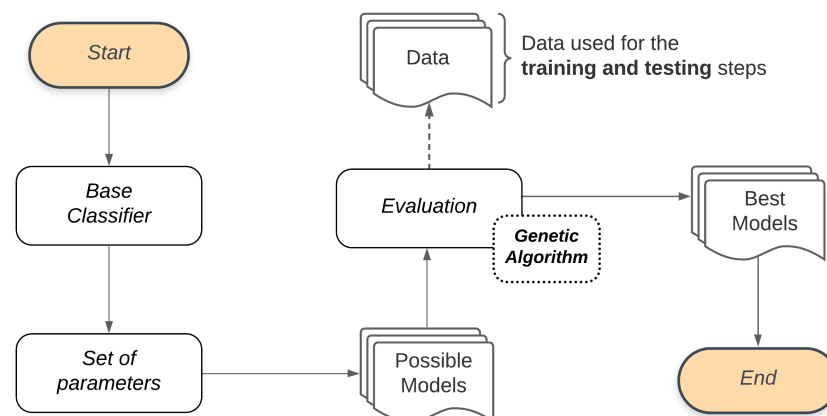 Start
Data
Data used for the
training and testing steps
Base
Classifier
Evaluation
Genetic
Algorithm
Best
Models
Set of
parameters
Possible
Models
End